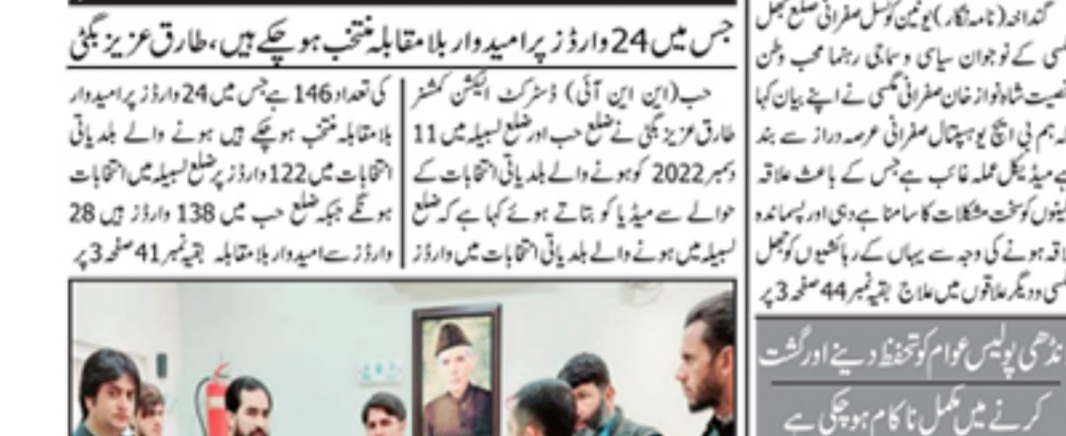 جس میں 24 وارڈز پر امیدوار بلا مقابلہ منتخب ہو چکے ہیں، طارق عزیز بگٹی
حب (این این آئی) ڈسٹرکٹ الیکشن کمشنر
طارق عزیز بگٹی نے ضلع حب اور ضلع لسبیلہ میں 11
دسمبر 2022 کو ہونے والے بلدیاتی انتخابات کے
حوالے سے میڈیا کو بتاتے ہوئے کہا ہے کہ ضلع
لسبیلہ میں ہونے والے بلدیاتی انتخابات میں وارڈز
کی تعداد 146 ہے جس میں 24 وارڈز پر امیدوار
بلا مقابلہ منتخب ہو چکے ہیں ہونے والے بلدیاتی
انتخابات میں 122 وارڈز پر ضلع لسبیلہ میں انتخابات
ہونگے جبکہ ضلع حب میں 138 وارڈز ہیں 28
وارڈز سے امیدوار بلا مقابلہ بقیہ نمبر 41 صفحہ 3 پر
گنداخہ (نامہ نگار) یونین کونسل صفرانی ضلع جھل
مگسی کے نوجوان سیاسی و سماجی رہنما محب وطن
شاہنواز خان صفرانی مگسی نے اپنے بیان کہا
کہ ہم بی ایچ یو ہسپتال صفرانی عرصہ دراز سے بند
ہے میڈیکل عملہ غائب ہے جس کے باعث علاقہ
مکینوں کو سخت مشکلات کا سامنا ہے دہی اور پسماندہ
علاقہ ہونے کی وجہ سے یہاں کے رہائشیوں کو جھل
مگسی و دیگر علاقوں میں علاج بقیہ نمبر 44 صفحہ 3 پر
پولیس عوام کو تحفظ دینے اور گشت
کرنے میں مکمل ناکام ہو چکی ہے